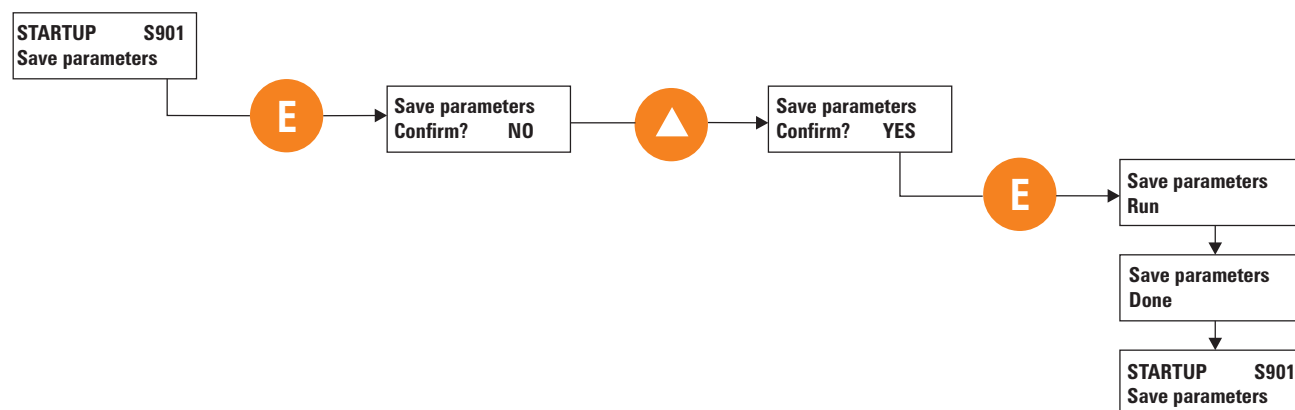 STARTUP S901
Save parameters
E
Save parameters
Confirm? NO
Save parameters
Confirm? YES
E
Save parameters
Run
Save parameters
Done
STARTUP S901
Save parameters